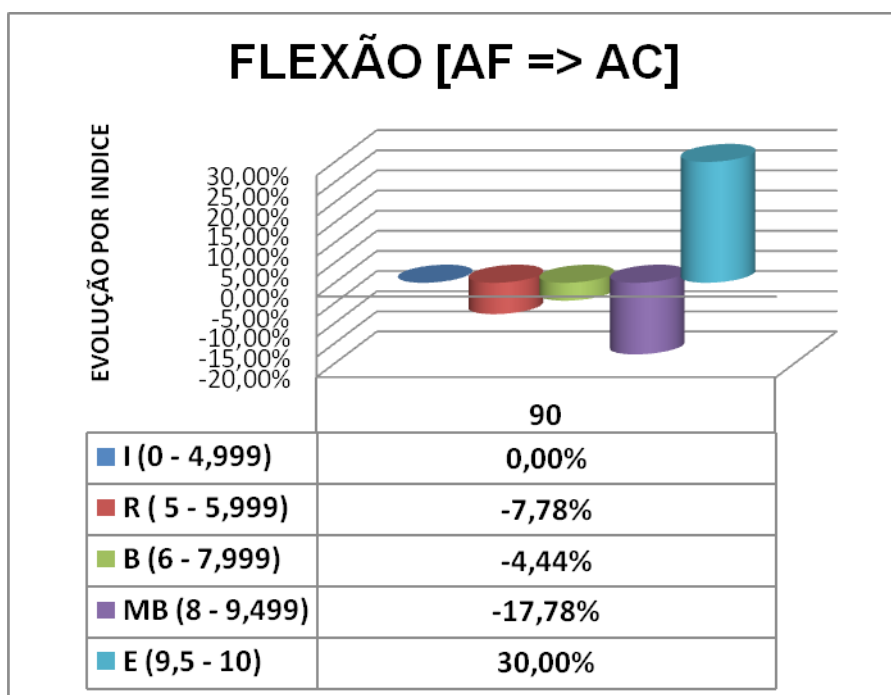 FLEXÃO [AF => AC]
EVOLUÇÃO POR INDICE
30,00%
25,00%
20,00%
15,00%
10,00%
5,00%
0,00%
-5,00%
-10,00%
-15,00%
-20,00%
90
I (0 - 4,999) 0,00%
R ( 5 - 5,999) -7,78%
B (6 - 7,999) -4,44%
MB (8 - 9,499) -17,78%
E (9,5 - 10) 30,00%